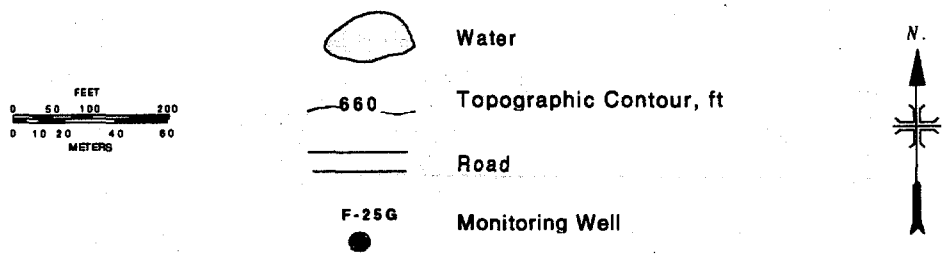 FEET
0 50 100 200
0 10 20 40 60
METERS
Water
660
Topographic Contour, ft
Road
F-25G
Monitoring Well
N.